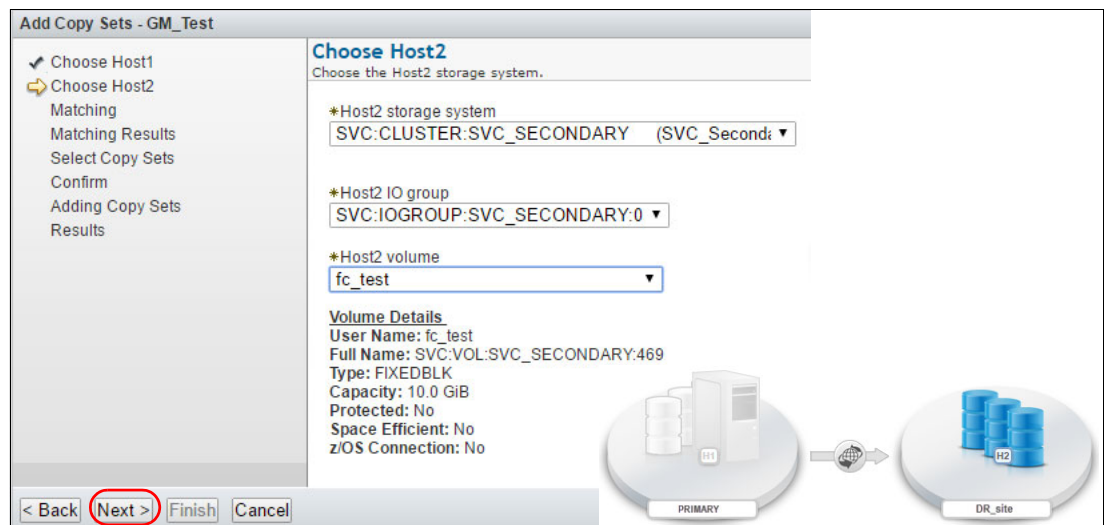 Add Copy Sets - GM_Test
Choose Host1
Choose Host2
Matching
Matching Results
Select Copy Sets
Confirm
Adding Copy Sets
Results
Choose Host2
Choose the Host2 storage system.
*Host2 storage system
SVC:CLUSTER:SVC_SECONDARY (SVC_Seconda
*Host2 IO group
SVC:IOGROUP:SVC_SECONDARY:0
*Host2 volume
fc_test
Volume Details
User Name: fc_test
Full Name: SVC:VOL:SVC_SECONDARY:469
Type: FIXEDBLK
Capacity: 10.0 GiB
Protected: No
Space Efficient: No
z/OS Connection: No
H1
H2
PRIMARY
DR_site
< Back Next > Finish Cancel